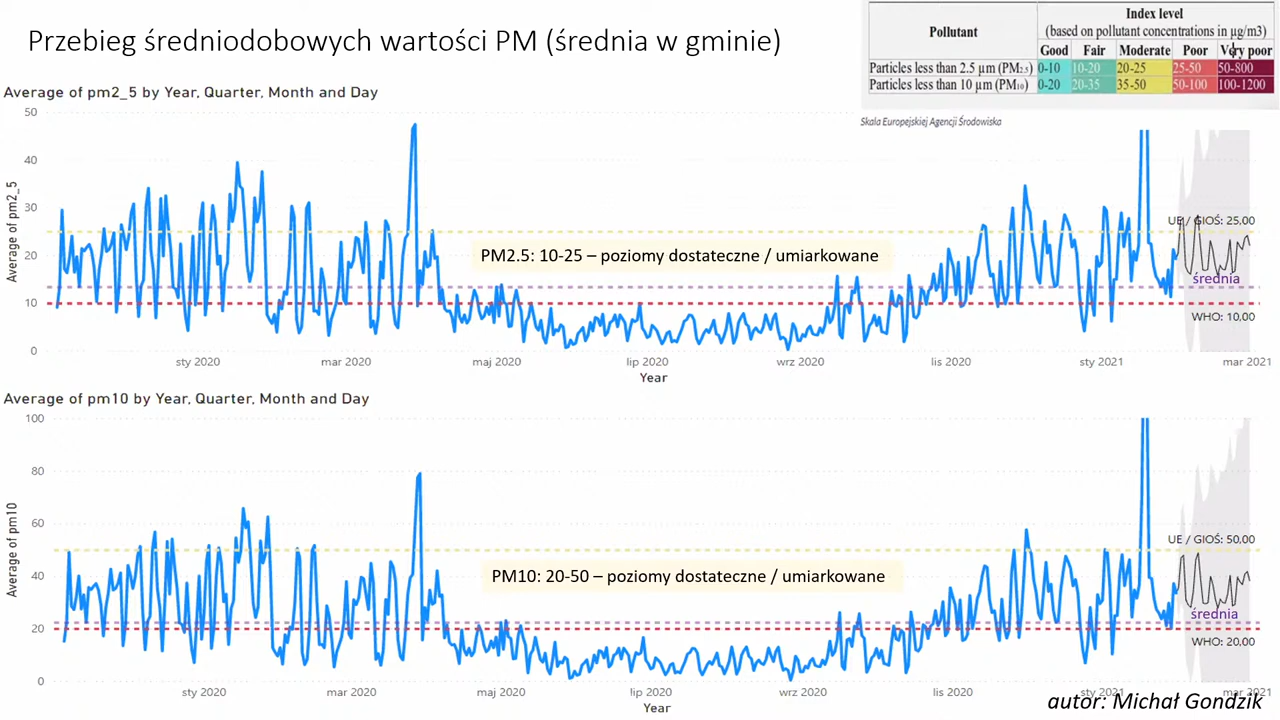 Przebieg średniodobowych wartości PM (średnia w gminie)
Pollutant
Index level
(based on pollutant concentrations in µg/m3)
Good Fair Moderate Poor Very poor
Particles less than 2.5 µm (PM₂.₅) 0-10 10-20 20-25 25-50 50-800
Particles less than 10 µm (PM₁₀) 0-20 20-35 35-50 50-100 100-1200
Skala Europejskiej Agencji Środowiska
Average of pm2_5 by Year, Quarter, Month and Day
Average of pm2_5
50
40
30
20
10
0
UE / GIOŚ: 25,00
PM2.5: 10-25 – poziomy dostateczne / umiarkowane
średnia
WHO: 10,00
sty 2020 mar 2020 maj 2020 lip 2020 wrz 2020 lis 2020 sty 2021 mar 2021
Year
Average of pm10 by Year, Quarter, Month and Day
Average of pm10
100
80
60
40
20
0
UE / GIOŚ: 50,00
PM10: 20-50 – poziomy dostateczne / umiarkowane
średnia
WHO: 20,00
sty 2020 mar 2020 maj 2020 lip 2020 wrz 2020 lis 2020 sty 2021 mar 2021
Year
autor: Michał Gondzik